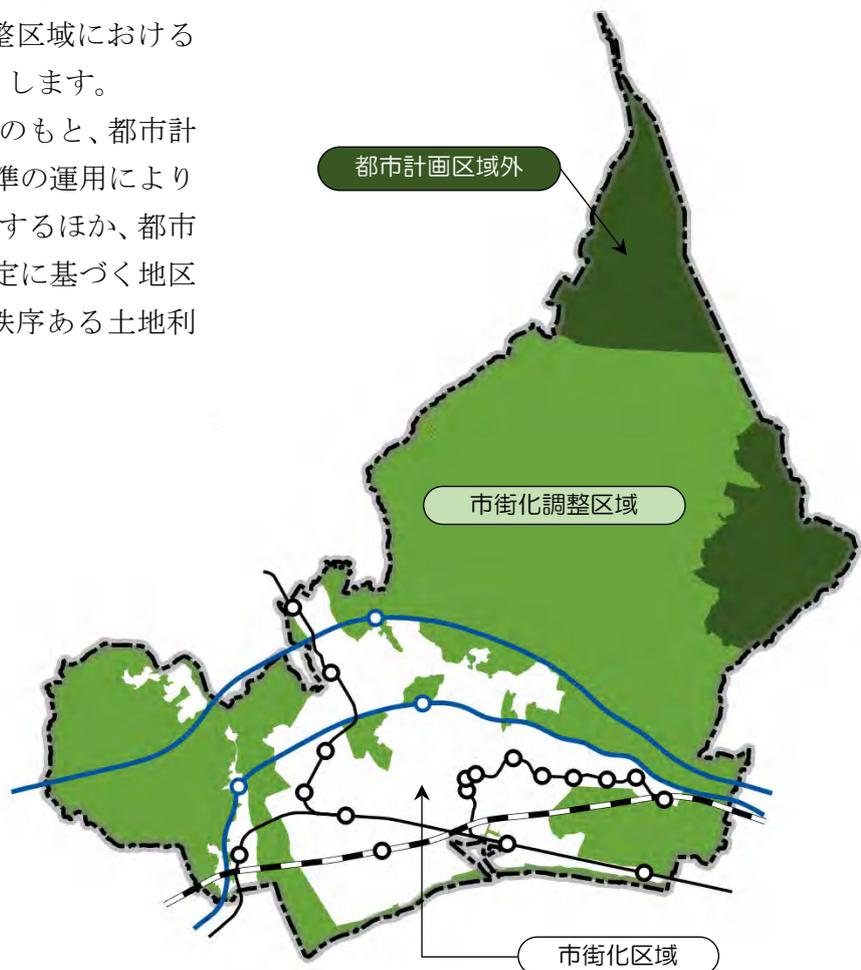 整区域における
します。
のもと、都市計
準の運用により
するほか、都市
定に基づく地区
秩序ある土地利
都市計画区域外
市街化調整区域
市街化区域